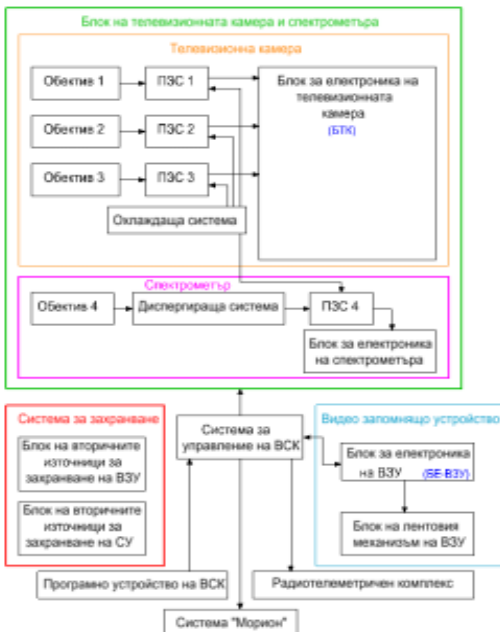 Блок на телевизионната камера и спектрометъра
Телевизионна камера
Обектив 1
ПЗС 1
Блок за електроника на
телевизионната
камера
(БТК)
Обектив 2
ПЗС 2
Обектив 3
ПЗС 3
Охлаждаща система
Спектрометър
Обектив 4
Диспергираща система
ПЗС 4
Блок за електроника
на спектрометъра
Система за захранване
Блок на вторичните
източници за
захранване на ВЗУ
Блок на вторичните
източници за
захранване на СУ
Система за
управление на ВСК
Видео запомнящо устройство
Блок за електроника
на ВЗУ (БЕ-ВЗУ)
Блок на лентовия
механизъм на ВЗУ
Програмно устройство на ВСК
Радиотелеметричен комплекс
Система "Морион"